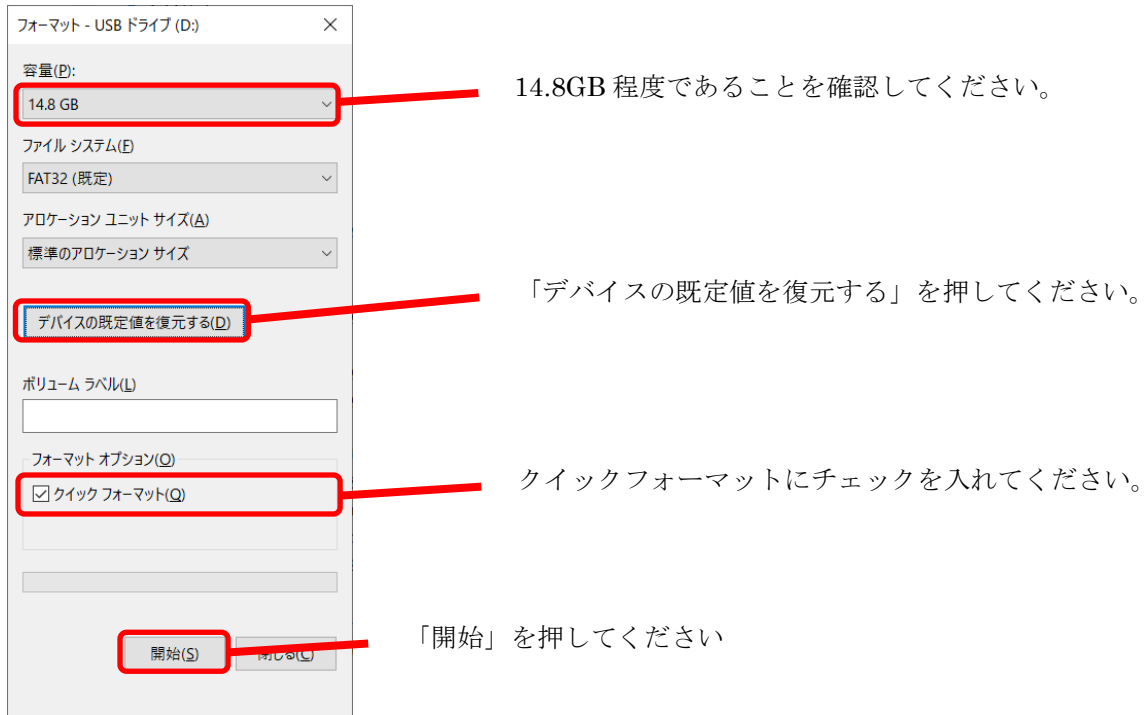 フォーマット - USB ドライブ (D:)
容量(P):
14.8 GB
14.8GB 程度であることを確認してください。
ファイル システム(F)
FAT32 (既定)
アロケーション ユニット サイズ(A)
標準のアロケーション サイズ
「デバイスの既定値を復元する」を押してください。
デバイスの既定値を復元する(D)
ボリューム ラベル(L)
フォーマット オプション(O)
クイック フォーマット(Q)
クイックフォーマットにチェックを入れてください。
「開始」を押してください
開始(S)
閉じる(C)